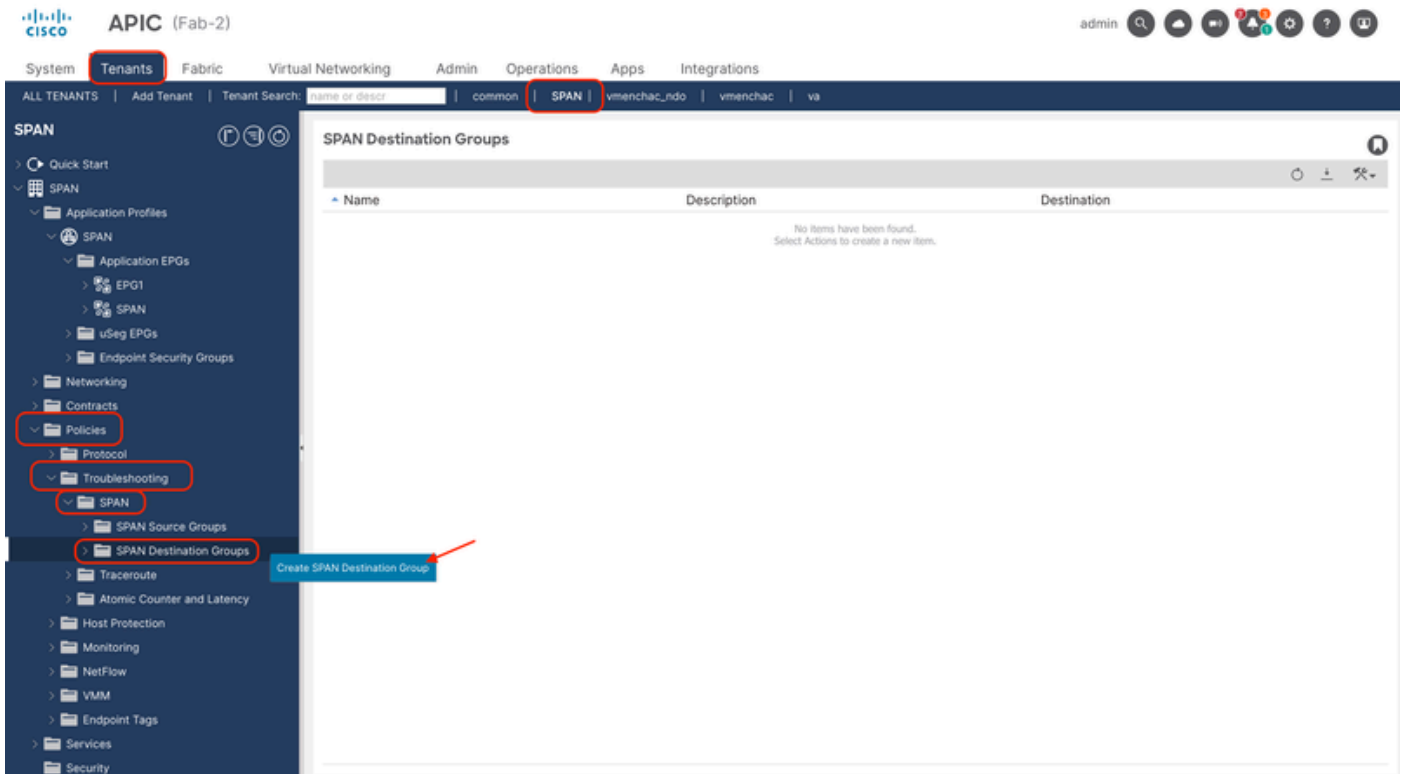 CISCO APIC (Fab-2) admin
System Tenants Fabric Virtual Networking Admin Operations Apps Integrations
ALL TENANTS | Add Tenant | Tenant Search: name or descr | common | SPAN | vmenchac_ndo | vmenchac | va
SPAN
Quick Start
SPAN
Application Profiles
SPAN
Application EPGs
EPG1
SPAN
uSeg EPGs
Endpoint Security Groups
Networking
Contracts
Policies
Protocol
Troubleshooting
SPAN
SPAN Source Groups
SPAN Destination Groups
Create SPAN Destination Group
Traceroute
Atomic Counter and Latency
Host Protection
Monitoring
NetFlow
VMM
Endpoint Tags
Services
Security
SPAN Destination Groups
Name Description Destination
No items have been found.
Select Actions to create a new item.